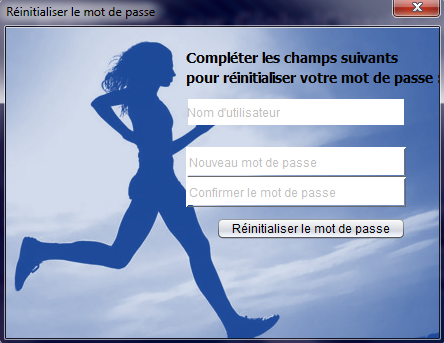 Réinitialiser le mot de passe
Compléter les champs suivants
pour réinitialiser votre mot de passe :
Nom d'utilisateur
Nouveau mot de passe
Confirmer le mot de passe
Réinitialiser le mot de passe